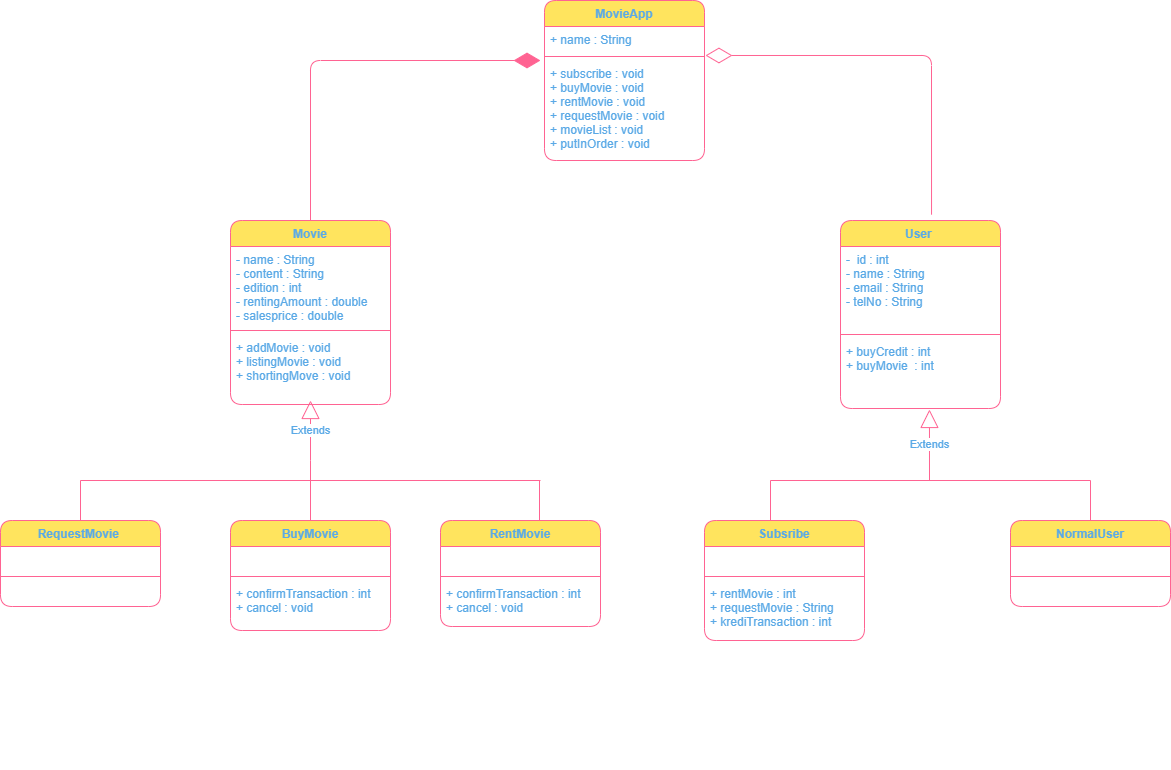 MovieApp
+ name : String
+ subscribe : void
+ buyMovie : void
+ rentMovie : void
+ requestMovie : void
+ movieList : void
+ putInOrder : void
Movie
- name : String
- content : String
- edition : int
- rentingAmount : double
- salesprice : double
+ addMovie : void
+ listingMovie : void
+ shortingMove : void
User
- id : int
- name : String
- email : String
- telNo : String
+ buyCredit : int
+ buyMovie : int
Extends
Extends
RequestMovie
BuyMovie
+ confirmTransaction : int
+ cancel : void
RentMovie
+ confirmTransaction : int
+ cancel : void
Subsribe
+ rentMovie : int
+ requestMovie : String
+ krediTransaction : int
NormalUser